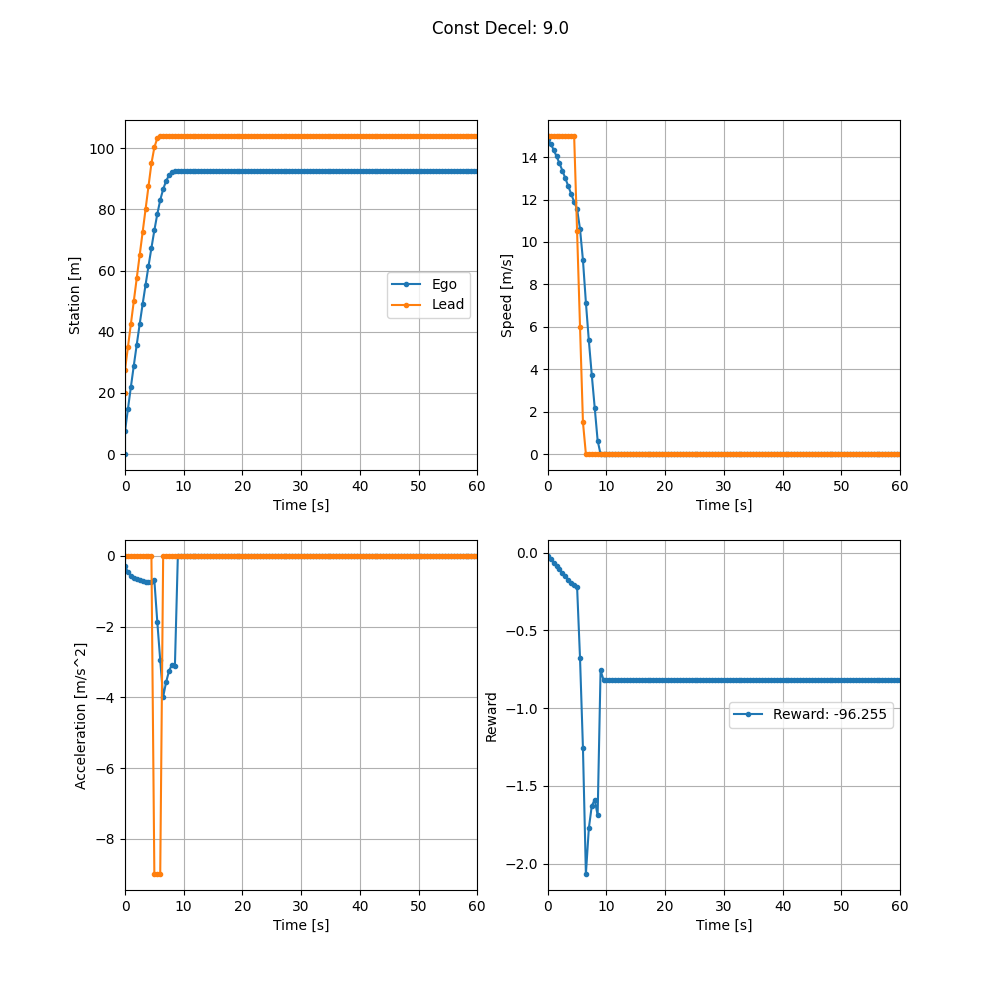 Const Decel: 9.0
Station [m]
100
80
60
40
20
0
0 10 20 30 40 50 60
Time [s]
Ego
Lead
Speed [m/s]
14
12
10
8
6
4
2
0
0 10 20 30 40 50 60
Time [s]
Acceleration [m/s^2]
0
−2
−4
−6
−8
0 10 20 30 40 50 60
Time [s]
Reward
0.0
−0.5
−1.0
−1.5
−2.0
0 10 20 30 40 50 60
Time [s]
Reward: -96.255